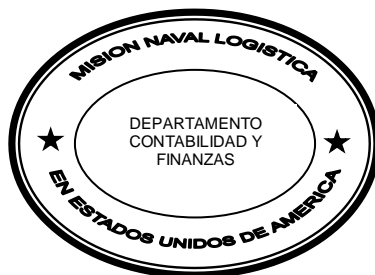 MISION NAVAL LOGISTICA
DEPARTAMENTO
CONTABILIDAD Y
FINANZAS
EN ESTADOS UNIDOS DE AMERICA